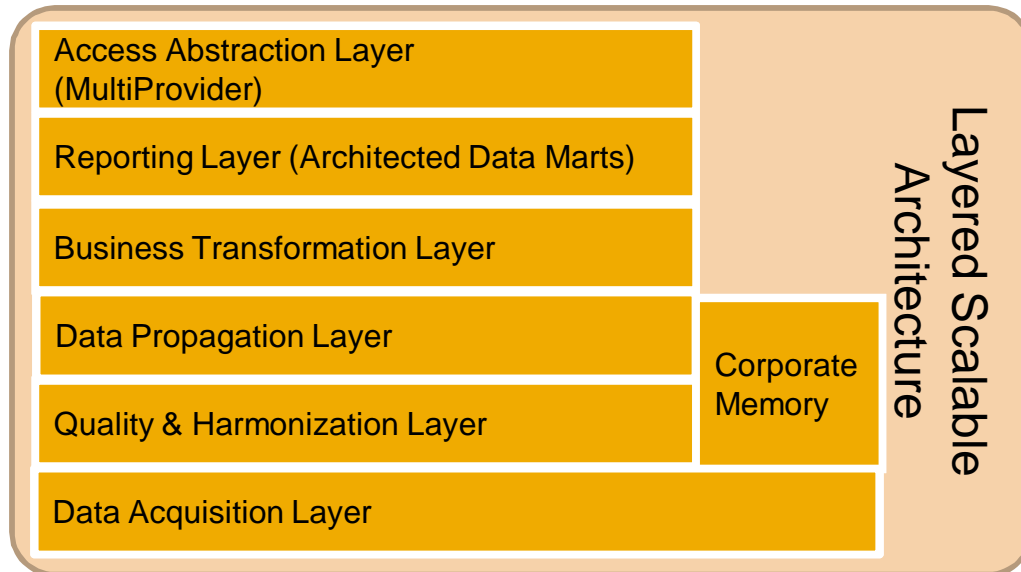 Access Abstraction Layer
(MultiProvider)
Reporting Layer (Architected Data Marts)
Business Transformation Layer
Data Propagation Layer
Quality & Harmonization Layer
Data Acquisition Layer
Corporate
Memory
Layered Scalable
Architecture